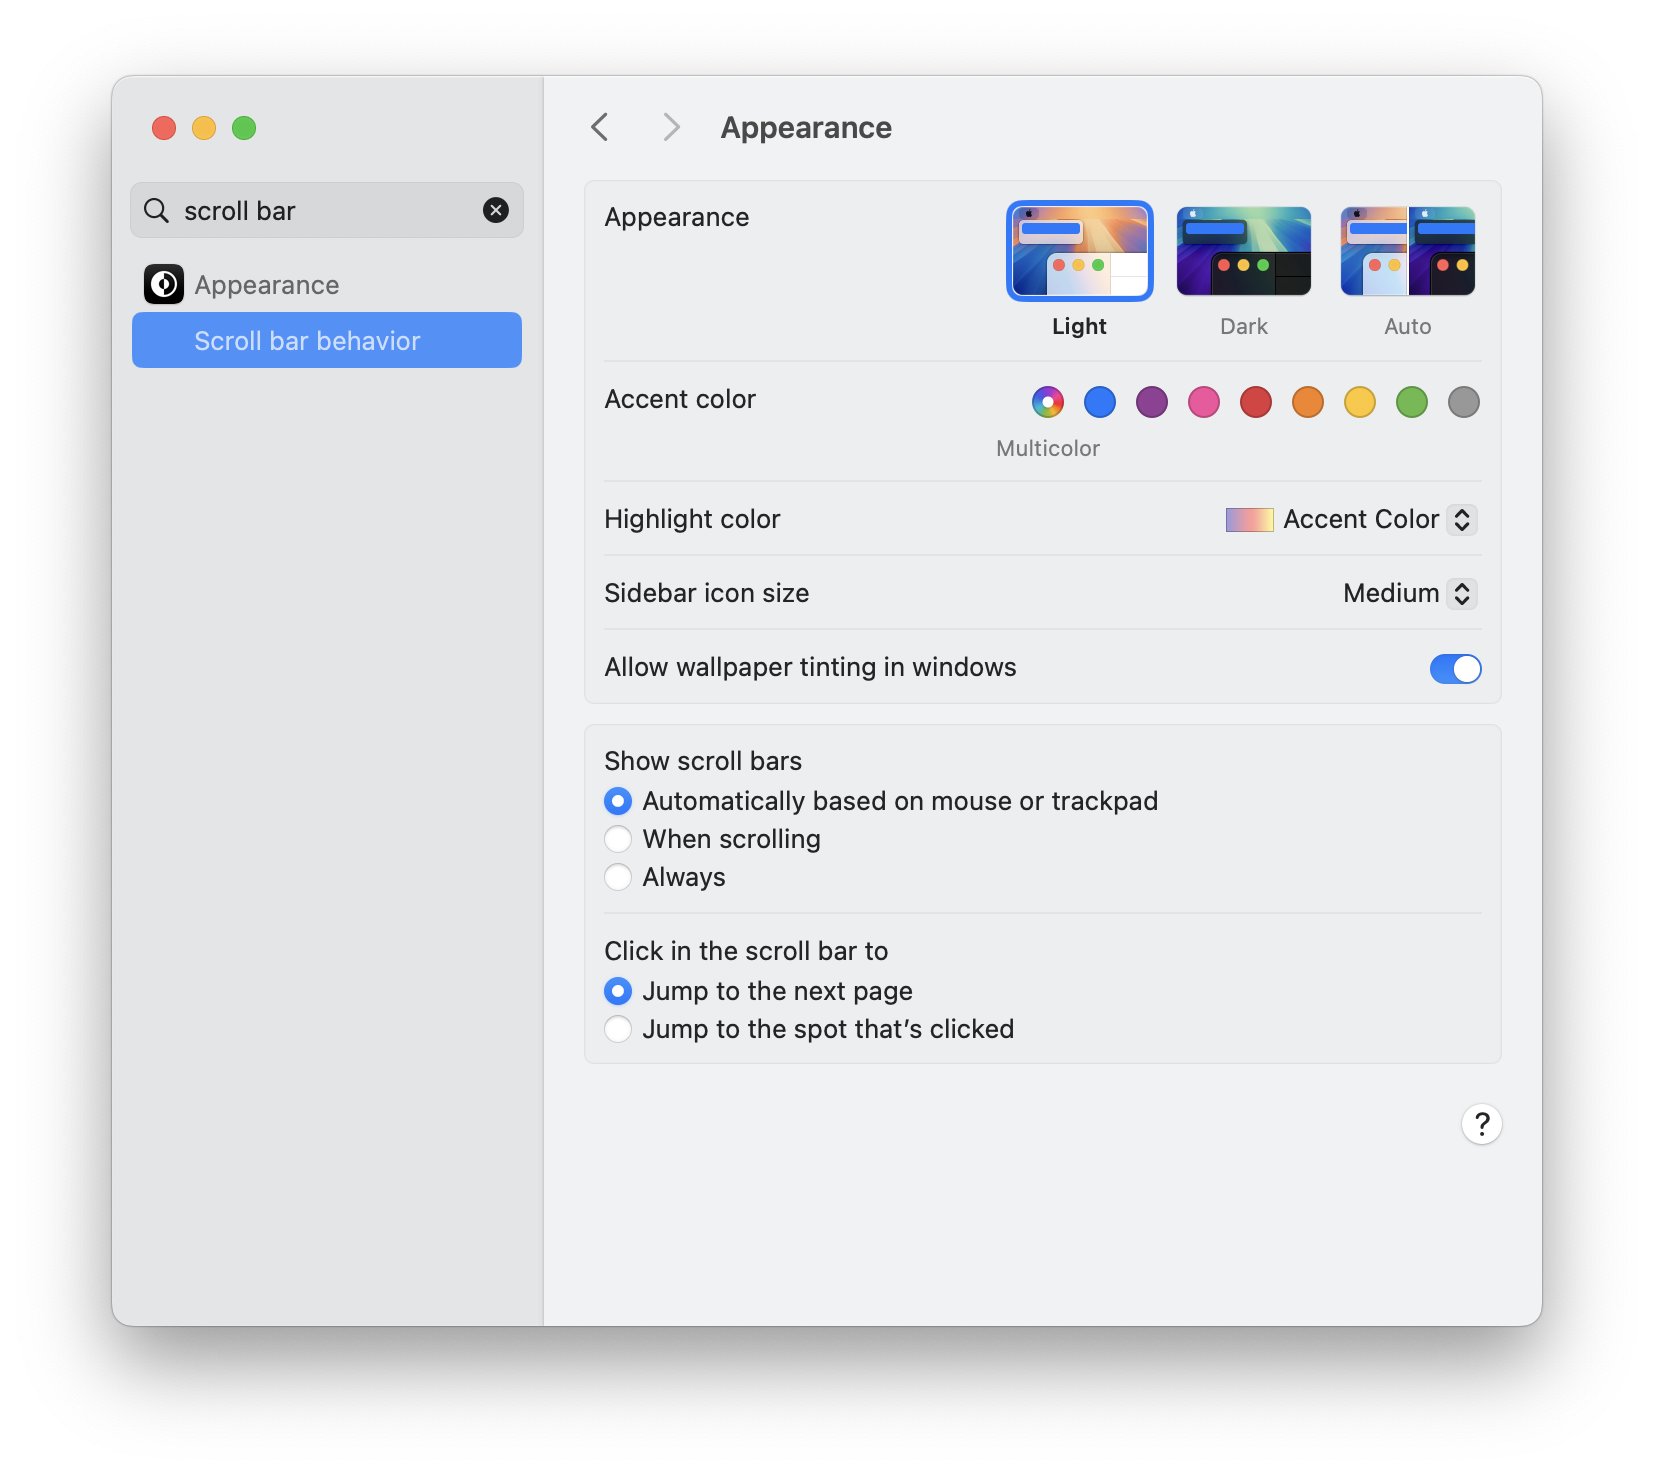 Appearance
scroll bar
Appearance
Scroll bar behavior
Appearance
Light
Dark
Auto
Accent color
Multicolor
Highlight color
Accent Color
Sidebar icon size
Medium
Allow wallpaper tinting in windows
Show scroll bars
Automatically based on mouse or trackpad
When scrolling
Always
Click in the scroll bar to
Jump to the next page
Jump to the spot that’s clicked
?